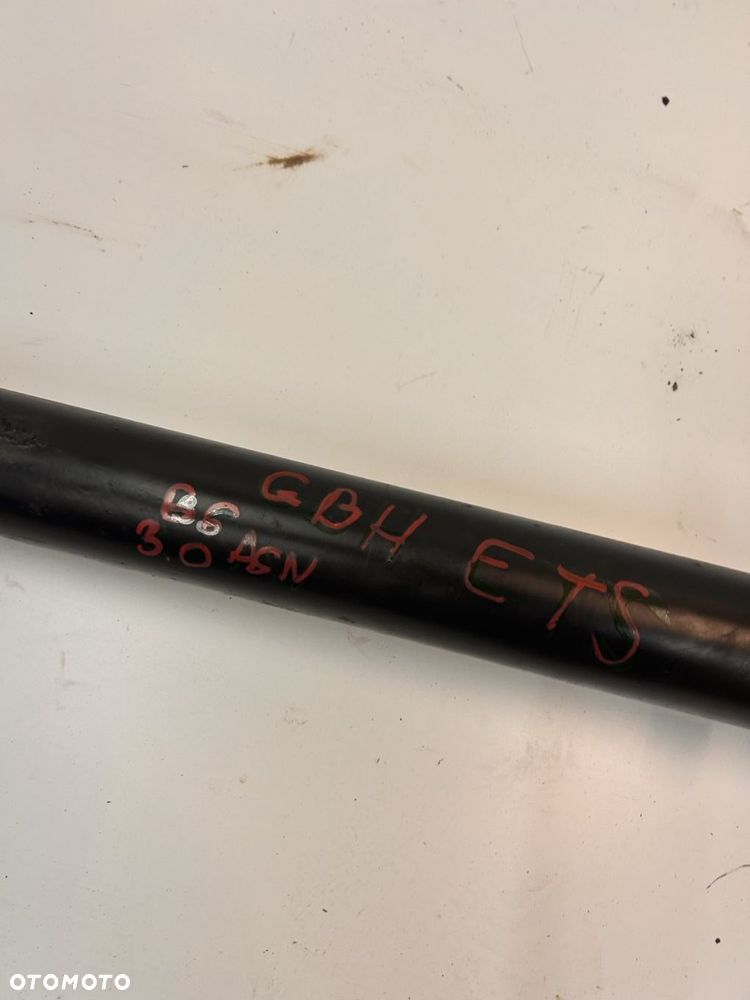 GBH ETS
B6
3.0 ASN
OTOMOTO